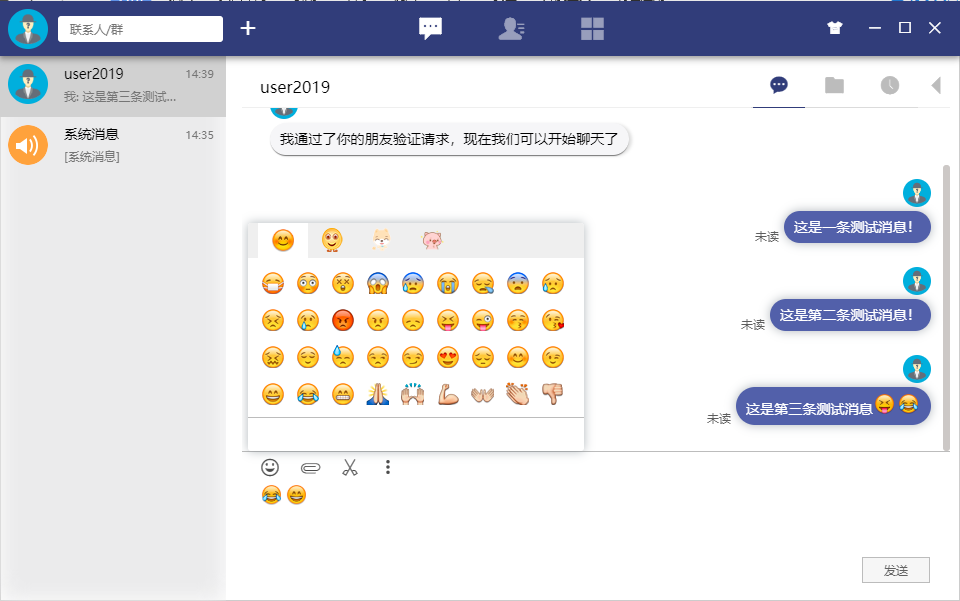 联系人/群
user2019
14:39
我: 这是第三条测试...
系统消息
14:35
[系统消息]
user2019
我通过了你的朋友验证请求，现在我们可以开始聊天了
这是一条测试消息！
未读
这是第二条测试消息！
未读
这是第三条测试消息😝😂
未读
😂😄
发送